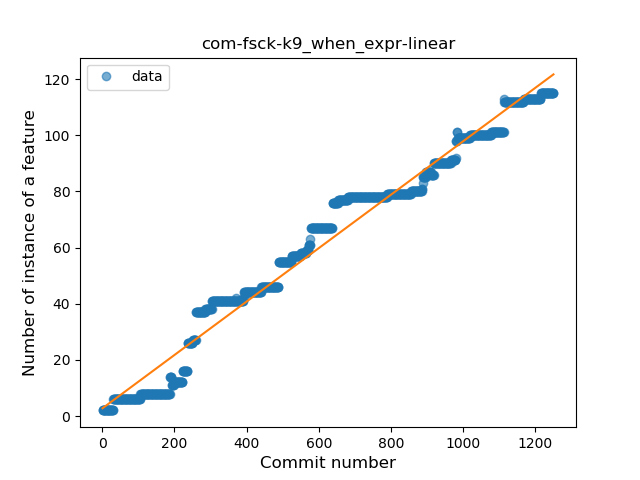 com-fsck-k9_when_expr-linear
data
Number of instance of a feature
120
100
80
60
40
20
0
0 200 400 600 800 1000 1200
Commit number